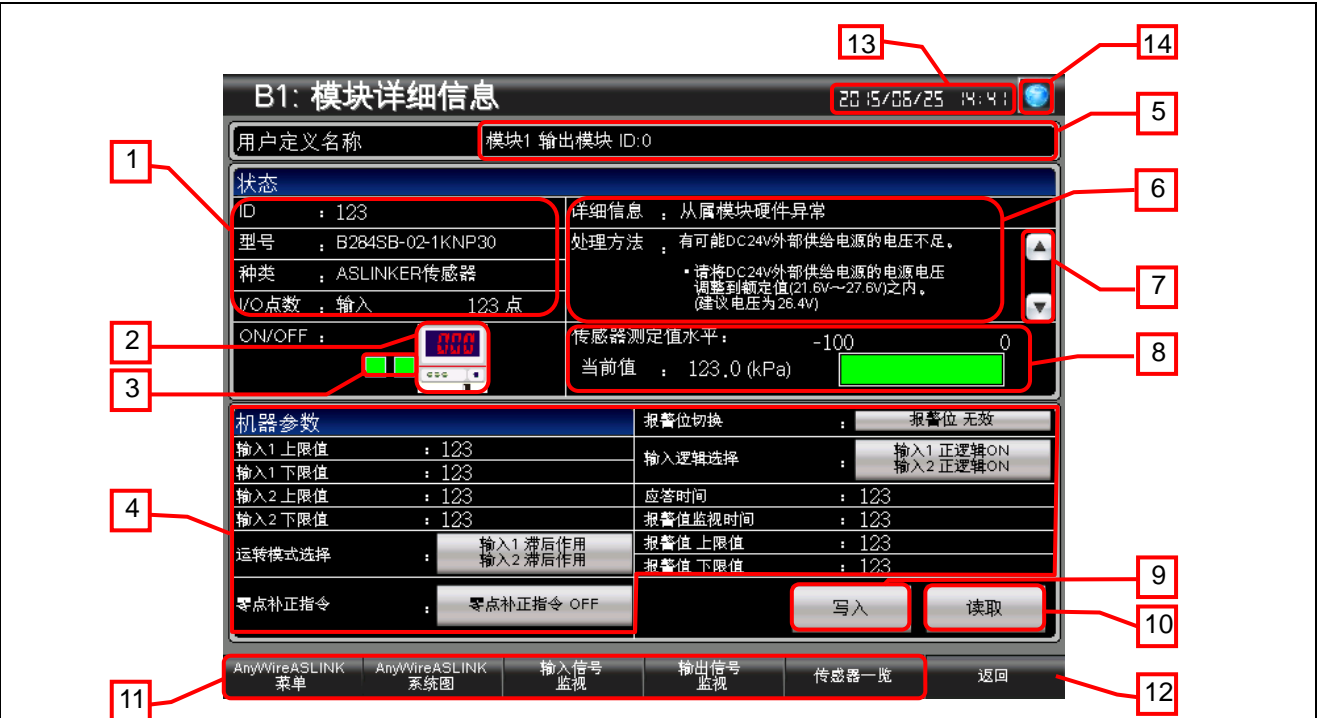 13
14
B1: 模块详细信息
2015/06/25 14:41
5
用户定义名称
模块1 输出模块 ID:0
1
状态
6
ID : 123
详细信息 : 从属模块硬件异常
型号 : B284SB-02-1KNP30
处理方法 : 有可能DC24V外部供给电源的电压不足。
种类 : ASLINKER传感器
・请将DC24V外部供给电源的电源电压
调整到额定值(21.6V～27.6V)之内。
(建议电压为26.4V)
7
I/O点数 : 输入 123 点
2
ON/OFF :
000
传感器测定值水平:
-100 0
8
3
当前值 : 123.0 (kPa)
机器参数
报警位切换 : 报警位 无效
输入1 上限值 : 123
输入逻辑选择 : 输入1 正逻辑ON
输入2 正逻辑ON
输入1 下限值 : 123
输入2 上限值 : 123
应答时间 : 123
4
输入2 下限值 : 123
报警值监视时间 : 123
运转模式选择 : 输入1 滞后作用
输入2 滞后作用
报警值 上限值 : 123
报警值 下限值 : 123
9
零点补正指令 : 零点补正指令 OFF
写入
读取
10
AnyWireASLINK
菜单
AnyWireASLINK
系统图
输入信号
监视
输出信号
监视
传感器一览
返回
11
12